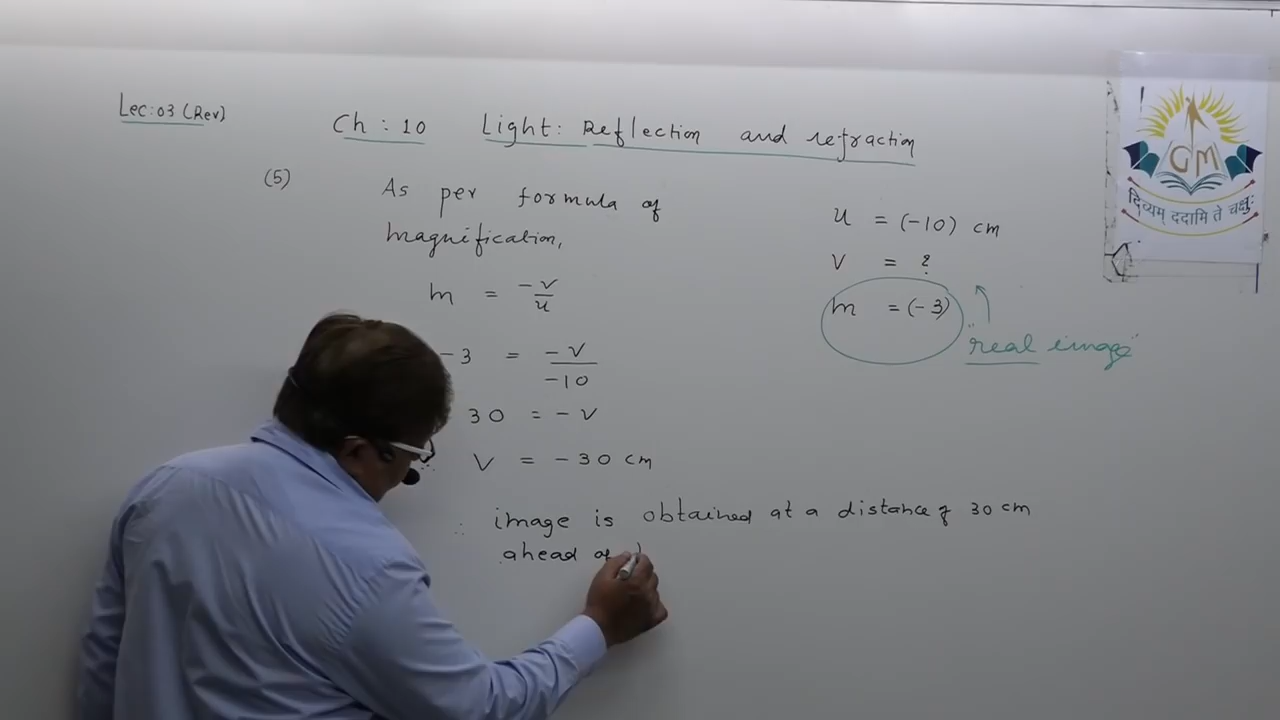 Lec:03 (Rev)
Ch : 10 Light: Reflection and refraction
(5) As per formula of
magnification,
m = -v/u
-3 = -v/-10
30 = -v
∴ v = -30 cm
∴ image is obtained at a distance of 30 cm
ahead of
u = (-10) cm
v = ?
m = (-3)
"real image"
GM
दिव्यम् ददामि ते चक्षुः